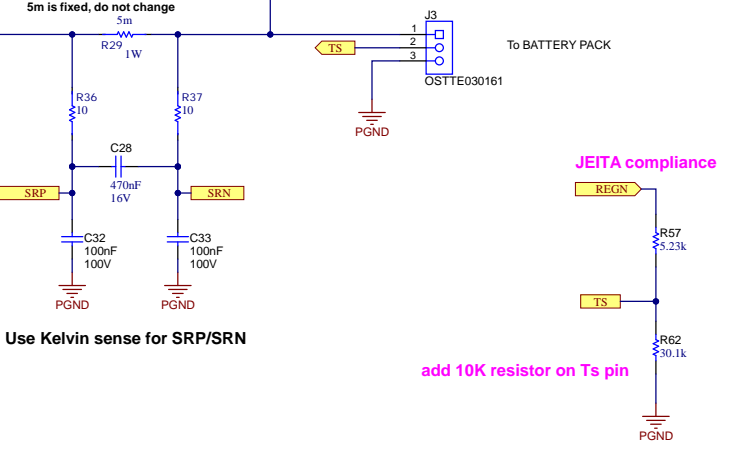 5m is fixed, do not change
5m
R29
1W
J3
1
2
3
TS
To BATTERY PACK
OSTTE030161
PGND
R36
10
R37
10
C28
470nF
16V
SRP
SRN
C32
100nF
100V
C33
100nF
100V
PGND
PGND
Use Kelvin sense for SRP/SRN
JEITA compliance
REGN
R57
5.23k
TS
R62
30.1k
add 10K resistor on Ts pin
PGND